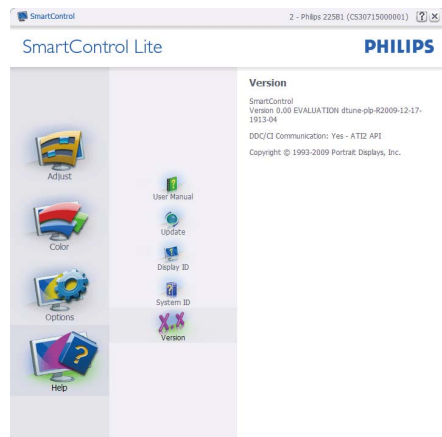 SmartControl
2 - Philips 225B1 (CS30715000001)
SmartControl Lite
PHILIPS
Adjust
Color
Options
Help
User Manual
Update
Display ID
System ID
Version
Version
SmartControl
Version 0.00 EVALUATION dtune-plp-R2009-12-17-
1913-04
DDC/CI Communication: Yes - ATI2 API
Copyright © 1993-2009 Portrait Displays, Inc.